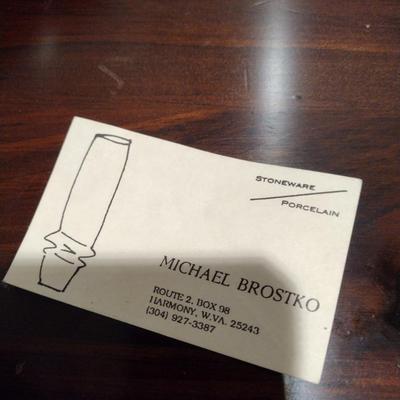 STONEWARE
PORCELAIN
MICHAEL BROSTKO
ROUTE 2, BOX 98
HARMONY, W.VA. 25243
(304) 927-3387